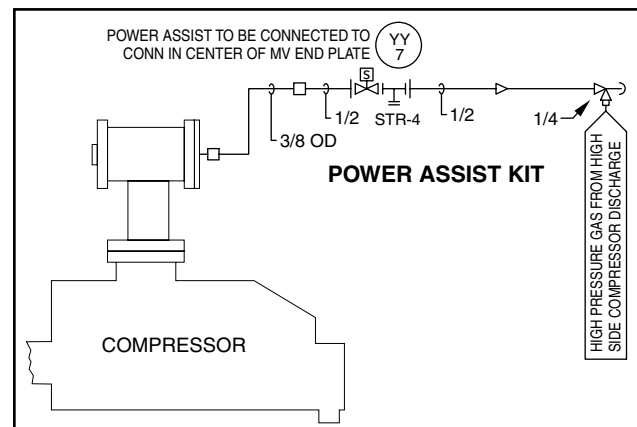 POWER ASSIST TO BE CONNECTED TO
CONN IN CENTER OF MV END PLATE
YY
7
S
1/2
STR-4
1/2
1/4
3/8 OD
POWER ASSIST KIT
HIGH PRESSURE GAS FROM HIGH
SIDE COMPRESSOR DISCHARGE
COMPRESSOR